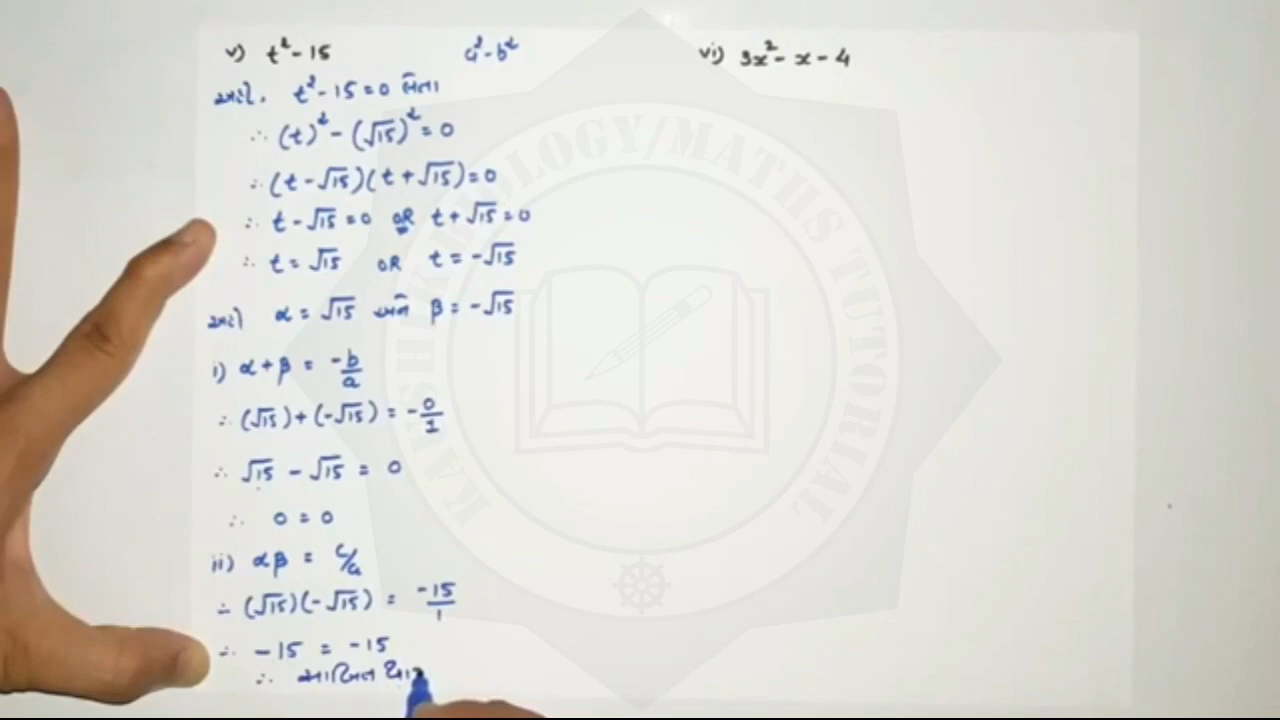 v) t² - 15
a² - b²
અહીં, t² - 15 = 0 લેતા
∴ (t)² - (√15)² = 0
∴ (t - √15)(t + √15) = 0
∴ t - √15 = 0 OR t + √15 = 0
∴ t = √15 OR t = -√15
અહીં α = √15 અને β = -√15
i) α + β = -b/a
∴ (√15) + (-√15) = -0/1
∴ √15 - √15 = 0
∴ 0 = 0
ii) αβ = c/a
∴ (√15)(-√15) = -15/1
∴ -15 = -15
∴ સાબિત થા
vi) 3x² - x - 4